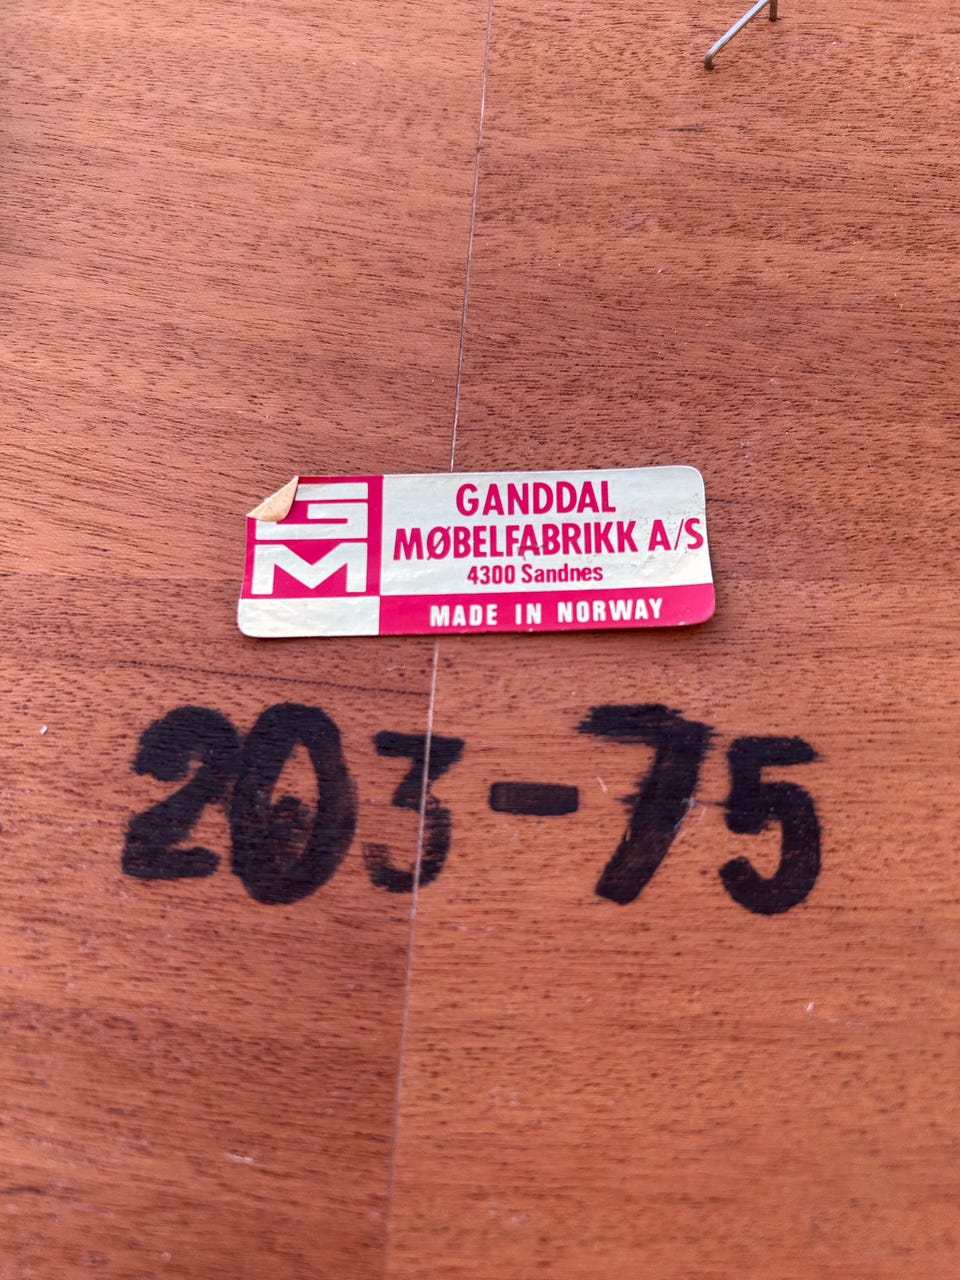 GM
GANDDAL
MØBELFABRIKK A/S
4300 Sandnes
MADE IN NORWAY
203-75